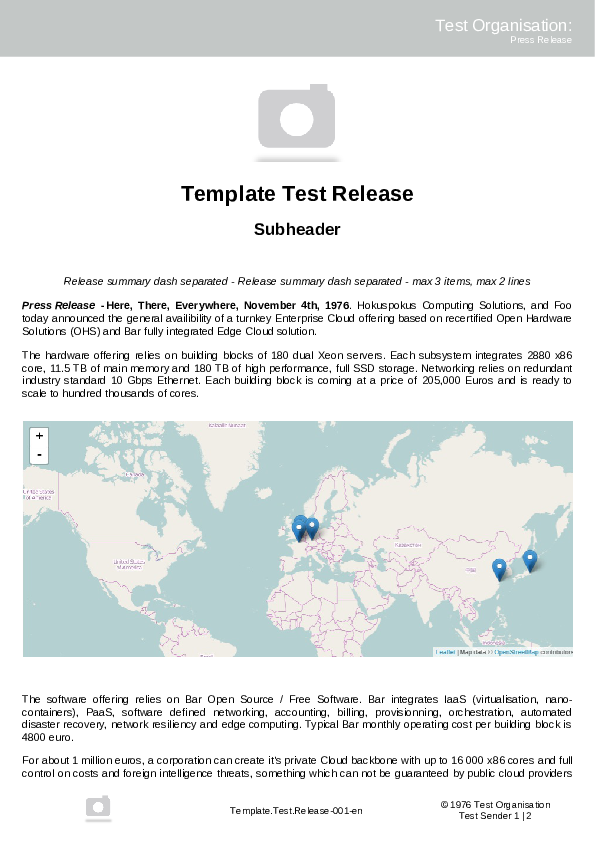 Test Organisation:
Press Release
Template Test Release
Subheader
Release summary dash separated - Release summary dash separated - max 3 items, max 2 lines
Press Release - Here, There, Everywhere, November 4th, 1976. Hokuspokus Computing Solutions, and Foo
today announced the general availibility of a turnkey Enterprise Cloud offering based on recertified Open Hardware
Solutions (OHS) and Bar fully integrated Edge Cloud solution.
The hardware offering relies on building blocks of 180 dual Xeon servers. Each subsystem integrates 2880 x86
core, 11.5 TB of main memory and 180 TB of high performance, full SSD storage. Networking relies on redundant
industry standard 10 Gbps Ethernet. Each building block is coming at a price of 205,000 Euros and is ready to
scale to hundred thousands of cores.
+
-
Kalaallit Nunaat
Canada
United States
of America
United States
of America
Leaflet | Map data © OpenStreetMap contributors
The software offering relies on Bar Open Source / Free Software. Bar integrates IaaS (virtualisation, nano-
containers), PaaS, software defined networking, accounting, billing, provisionning, orchestration, automated
disaster recovery, network resiliency and edge computing. Typical Bar monthly operating cost per building block is
4800 euro.
For about 1 million euros, a corporation can create it's private Cloud backbone with up to 16 000 x86 cores and full
control on costs and foreign intelligence threats, something which can not be guaranteed by public cloud providers
Template.Test.Release-001-en
© 1976 Test Organisation
Test Sender 1 | 2